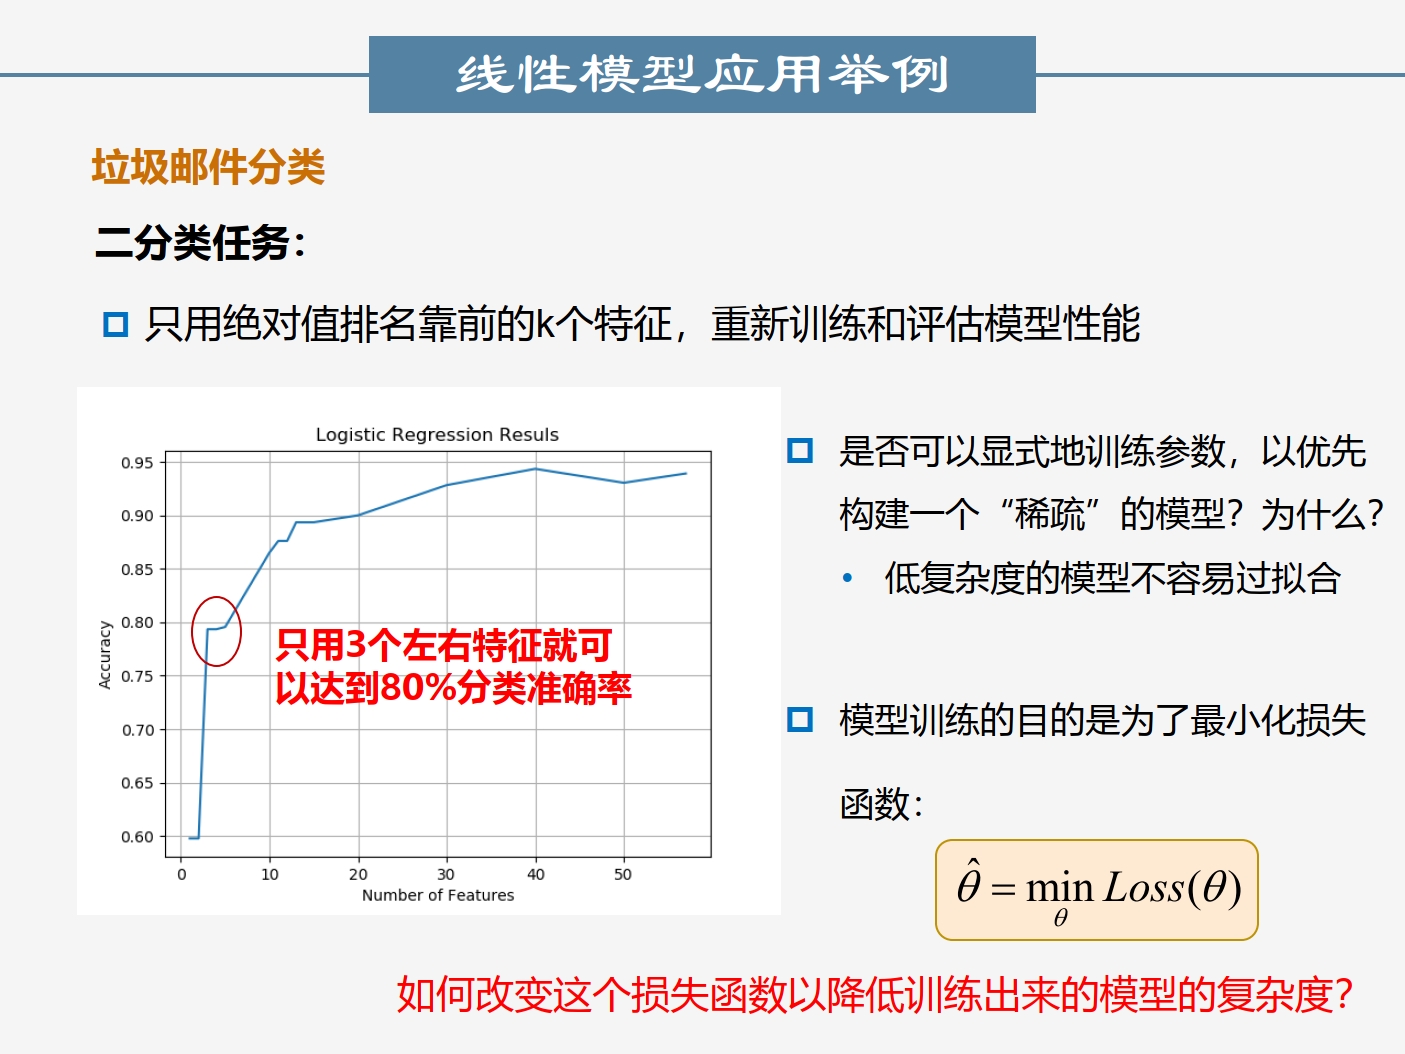 线性模型应用举例
垃圾邮件分类
二分类任务：
只用绝对值排名靠前的k个特征，重新训练和评估模型性能
Logistic Regression Resuls
0.95
0.90
0.85
0.80
0.75
0.70
0.65
0.60
Accuracy
0 10 20 30 40 50
Number of Features
只用3个左右特征就可
以达到80%分类准确率
是否可以显式地训练参数，以优先
构建一个“稀疏”的模型？为什么？
• 低复杂度的模型不容易过拟合
模型训练的目的是为了最小化损失
函数：
θ̂ = min Loss(θ)
θ
如何改变这个损失函数以降低训练出来的模型的复杂度？